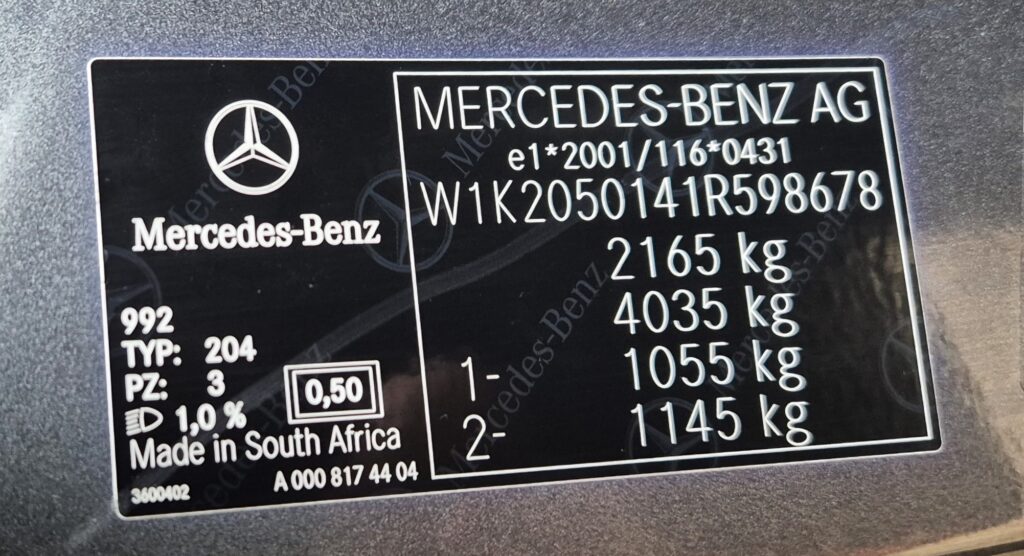 Mercedes-Benz
992
TYP: 204
PZ: 3
1,0 %
0,50
Made in South Africa
3600402
A 000 817 44 04
MERCEDES-BENZ AG
e1*2001/116*0431
W1K2050141R598678
2165 kg
4035 kg
1- 1055 kg
2- 1145 kg